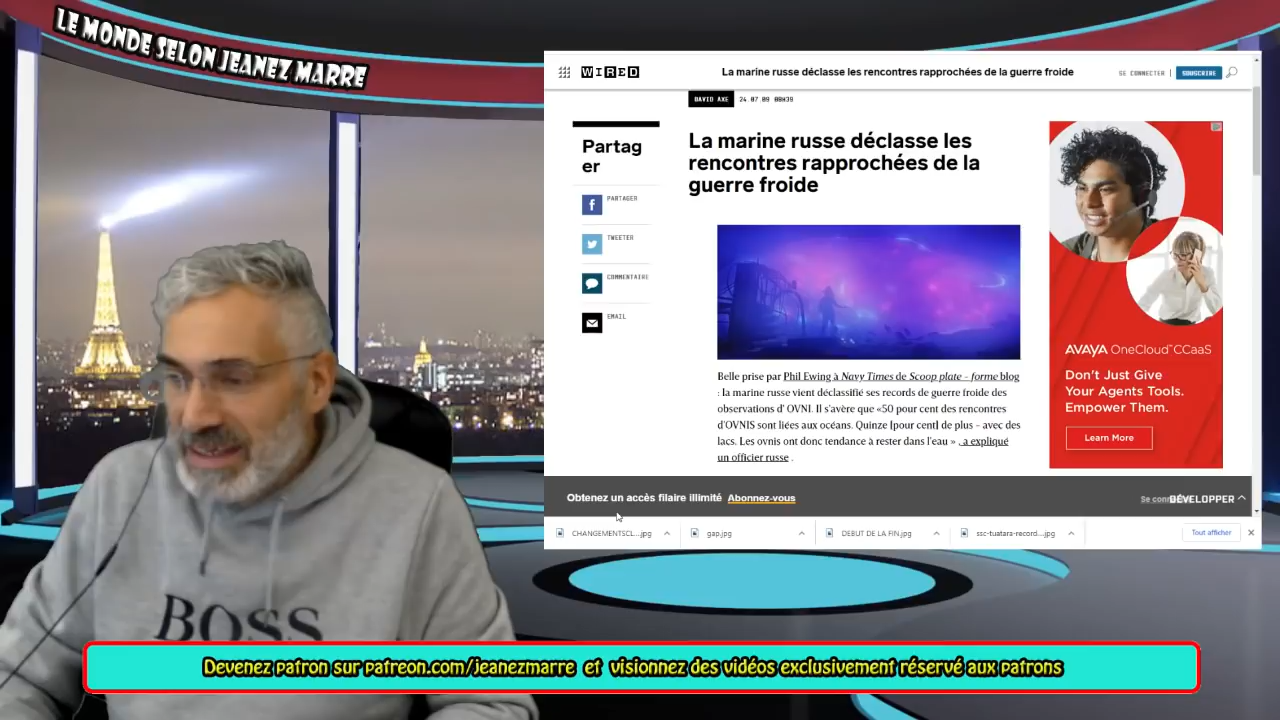 LE MONDE SELON JEANEZ MARRE
WIRED
La marine russe déclasse les rencontres rapprochées de la guerre froide
SE CONNECTER | SOUSCRIRE
DAVID AXE 24.07.09 00H39
Partag
er
PARTAGER
TWEETER
COMMENTAIRE
EMAIL
La marine russe déclasse les
rencontres rapprochées de la
guerre froide
Belle prise par Phil Ewing à Navy Times de Scoop plate - forme blog
: la marine russe vient déclassifié ses records de guerre froide des
observations d' OVNI. Il s'avère que «50 pour cent des rencontres
d'OVNIS sont liées aux océans. Quinze [pour cent] de plus - avec des
lacs. Les ovnis ont donc tendance à rester dans l'eau » , a expliqué
un officier russe .
AVAYA OneCloud™CCaaS
Don't Just Give
Your Agents Tools.
Empower Them.
Learn More
Obtenez un accès filaire illimité Abonnez-vous
DÉVELOPPER
CHANGEMENTSCL....jpg
gap.jpg
DEBUT DE LA FIN.jpg
ssc-tuatara-record....jpg
Tout afficher
BOSS
Devenez patron sur patreon.com/jeanezmarre et visionnez des vidéos exclusivement réservé aux patrons